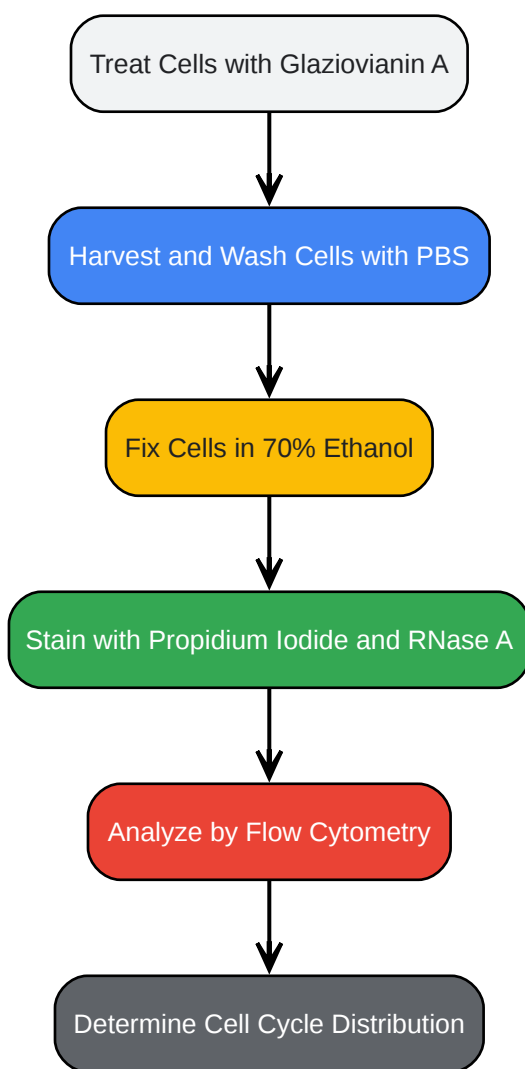 Treat Cells with Glaziovianin A
Harvest and Wash Cells with PBS
Fix Cells in 70% Ethanol
Stain with Propidium Iodide and RNase A
Analyze by Flow Cytometry
Determine Cell Cycle Distribution